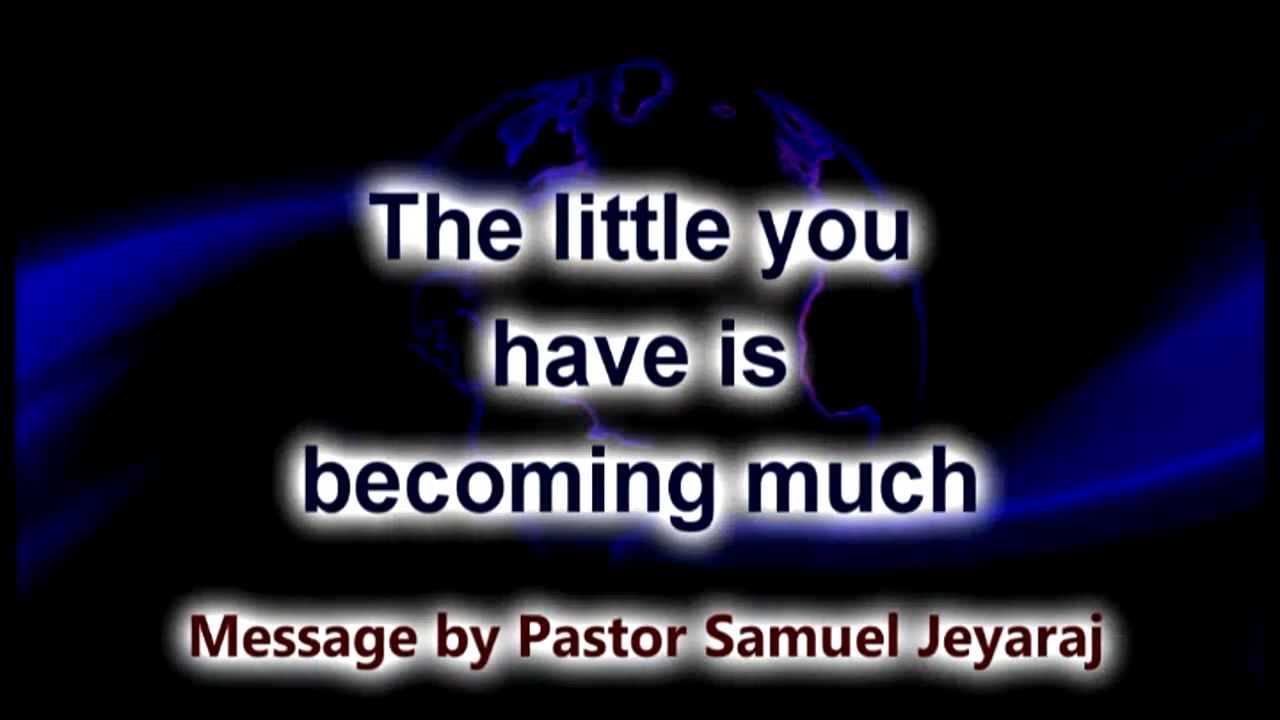 The little you
have is
becoming much
Message by Pastor Samuel Jeyaraj